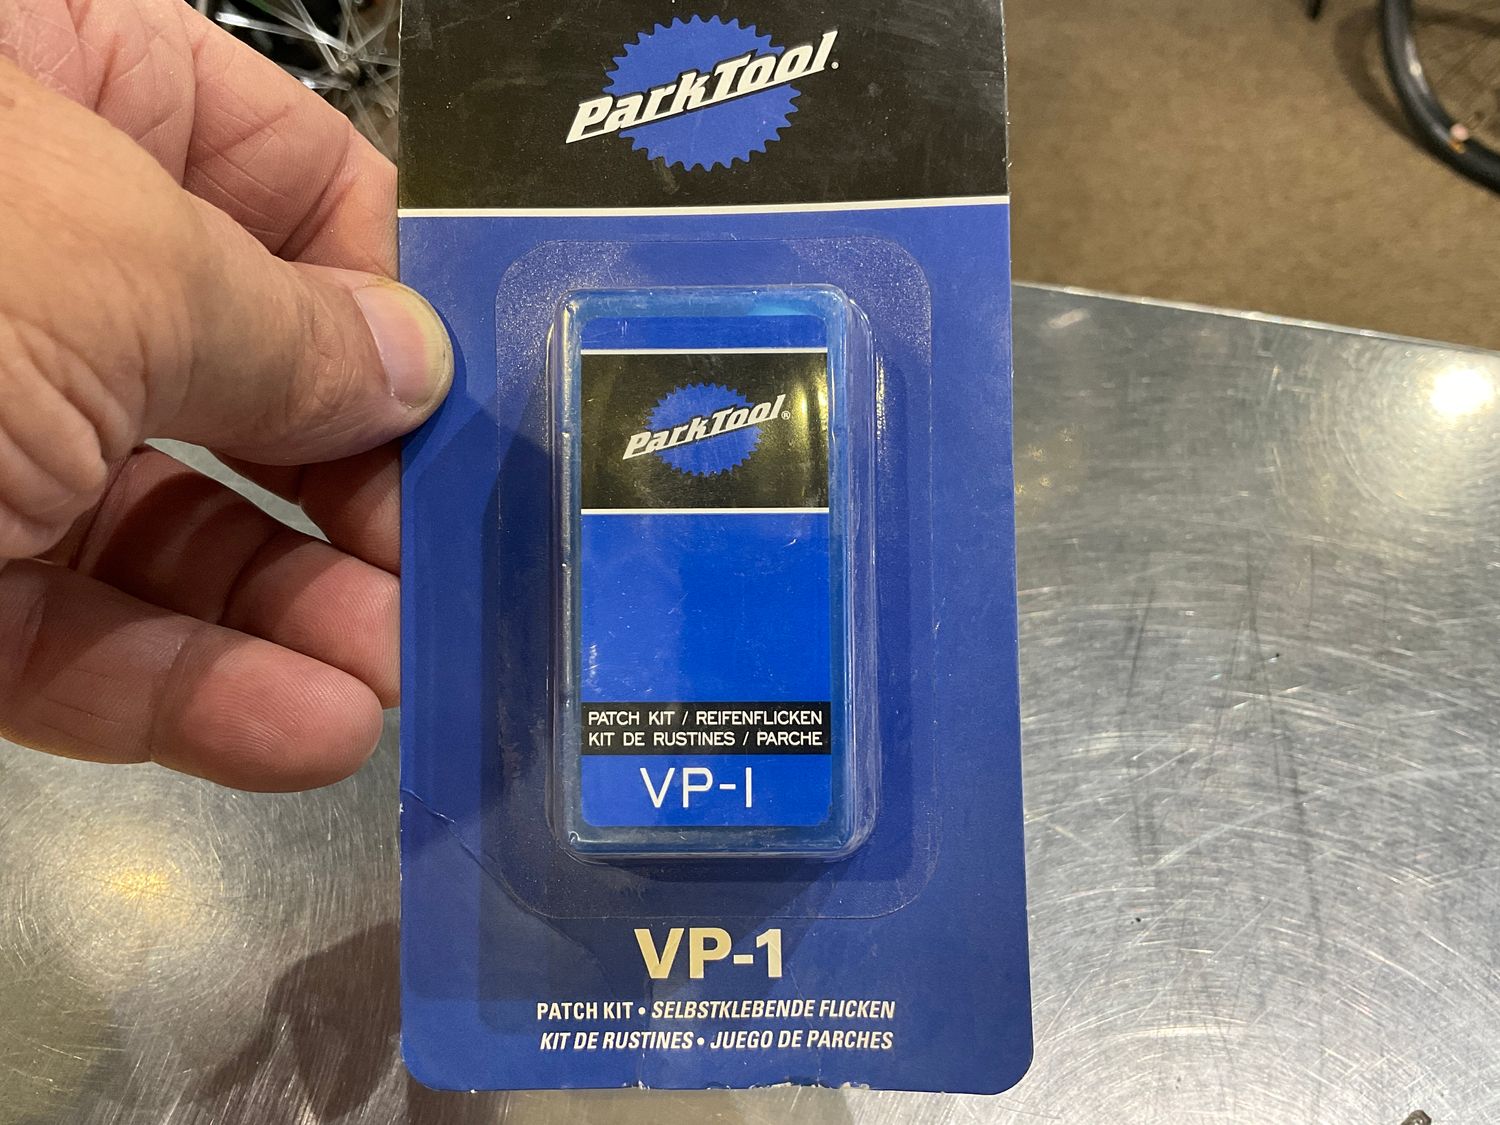 ParkTool®
ParkTool®
PATCH KIT / REIFENFLICKEN
KIT DE RUSTINES / PARCHE
VP-1
VP-1
PATCH KIT • SELBSTKLEBENDE FLICKEN
KIT DE RUSTINES • JUEGO DE PARCHES